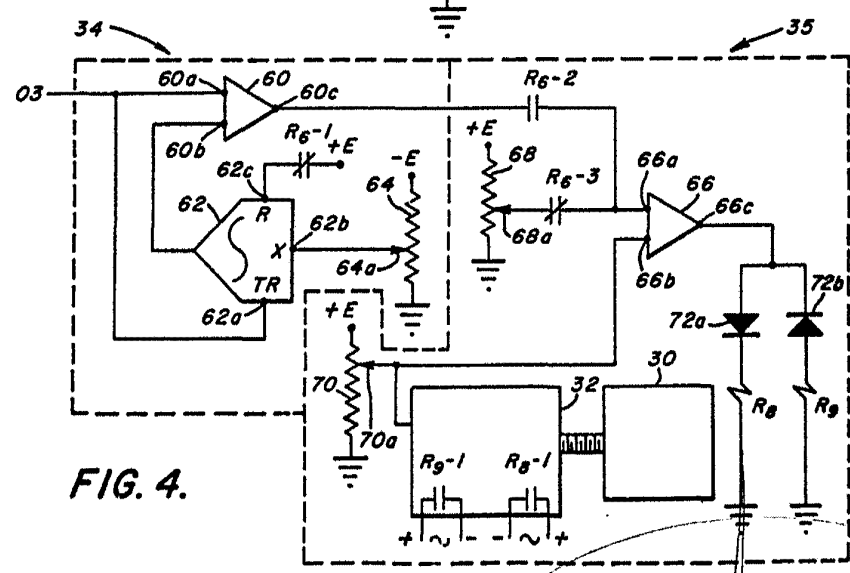 34
35
03
60a
60
60c
60b
R6-1
+E
62c
62
R
X
62b
TR
62a
-E
64
64a
R6-2
+E
68
R6-3
68a
66a
66
66c
66b
72a
72b
R8
R9
+E
70
70a
32
30
R9-1
R8-1
+ ~ - - ~ +
FIG. 4.